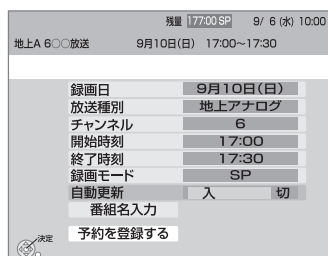 残量 177:00 SP 9/ 6 (水) 10:00
地上A 6○○放送 9月10日(日) 17:00~17:30
録画日 9月10日(日)
放送種別 地上アナログ
チャンネル 6
開始時刻 17:00
終了時刻 17:30
録画モード SP
自動更新 入 切
番組名入力
予約を登録する
決定